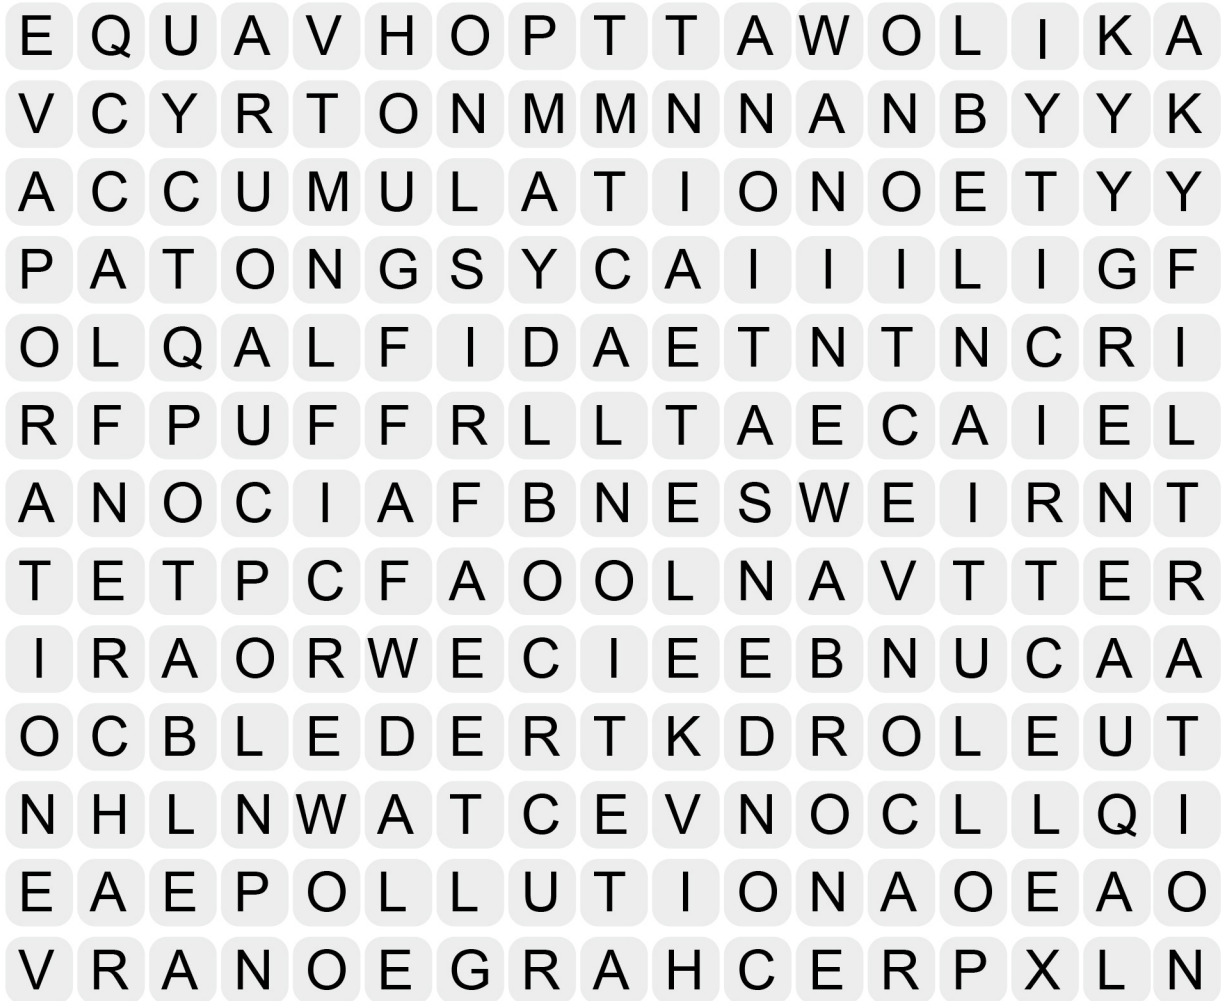 E Q U A V H O P T T A W O L I K A
V C Y R T O N M M N N A N B Y Y K
A C C U M U L A T I O N O E T Y Y
P A T O N G S Y C A I I I L I G F
O L Q A L F I D A E T N T N C R I
R F P U F F R L L T A E C A I E L
A N O C I A F B N E S W E I R N T
T E T P C F A O O L N A V T T E R
I R A O R W E C I E E B N U C A A
O C B L E D E R T K D R O L E U T
N H L N W A T C E V N O C L L Q I
E A E P O L L U T I O N A O E A O
V R A N O E G R A H C E R P X L N